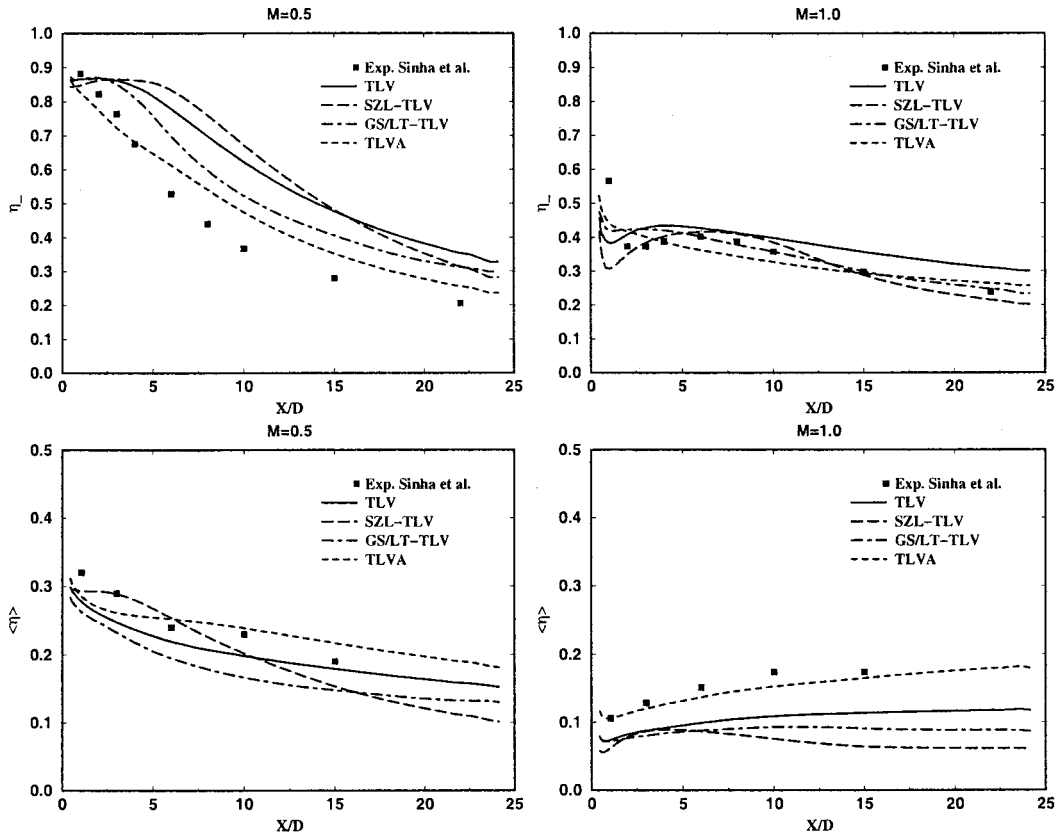 M=0.5
1.0
0.9
0.8
0.7
0.6
0.5
0.4
0.3
0.2
0.1
0.0
η_
Exp. Sinha et al.
TLV
SZL-TLV
GS/LT-TLV
TLVA
0 5 10 15 20 25
X/D
M=1.0
1.0
0.9
0.8
0.7
0.6
0.5
0.4
0.3
0.2
0.1
0.0
η_
Exp. Sinha et al.
TLV
SZL-TLV
GS/LT-TLV
TLVA
0 5 10 15 20 25
X/D
M=0.5
0.5
0.4
0.3
0.2
0.1
0.0
<η>
Exp. Sinha et al.
TLV
SZL-TLV
GS/LT-TLV
TLVA
0 5 10 15 20 25
X/D
M=1.0
0.5
0.4
0.3
0.2
0.1
0.0
<η>
Exp. Sinha et al.
TLV
SZL-TLV
GS/LT-TLV
TLVA
0 5 10 15 20 25
X/D